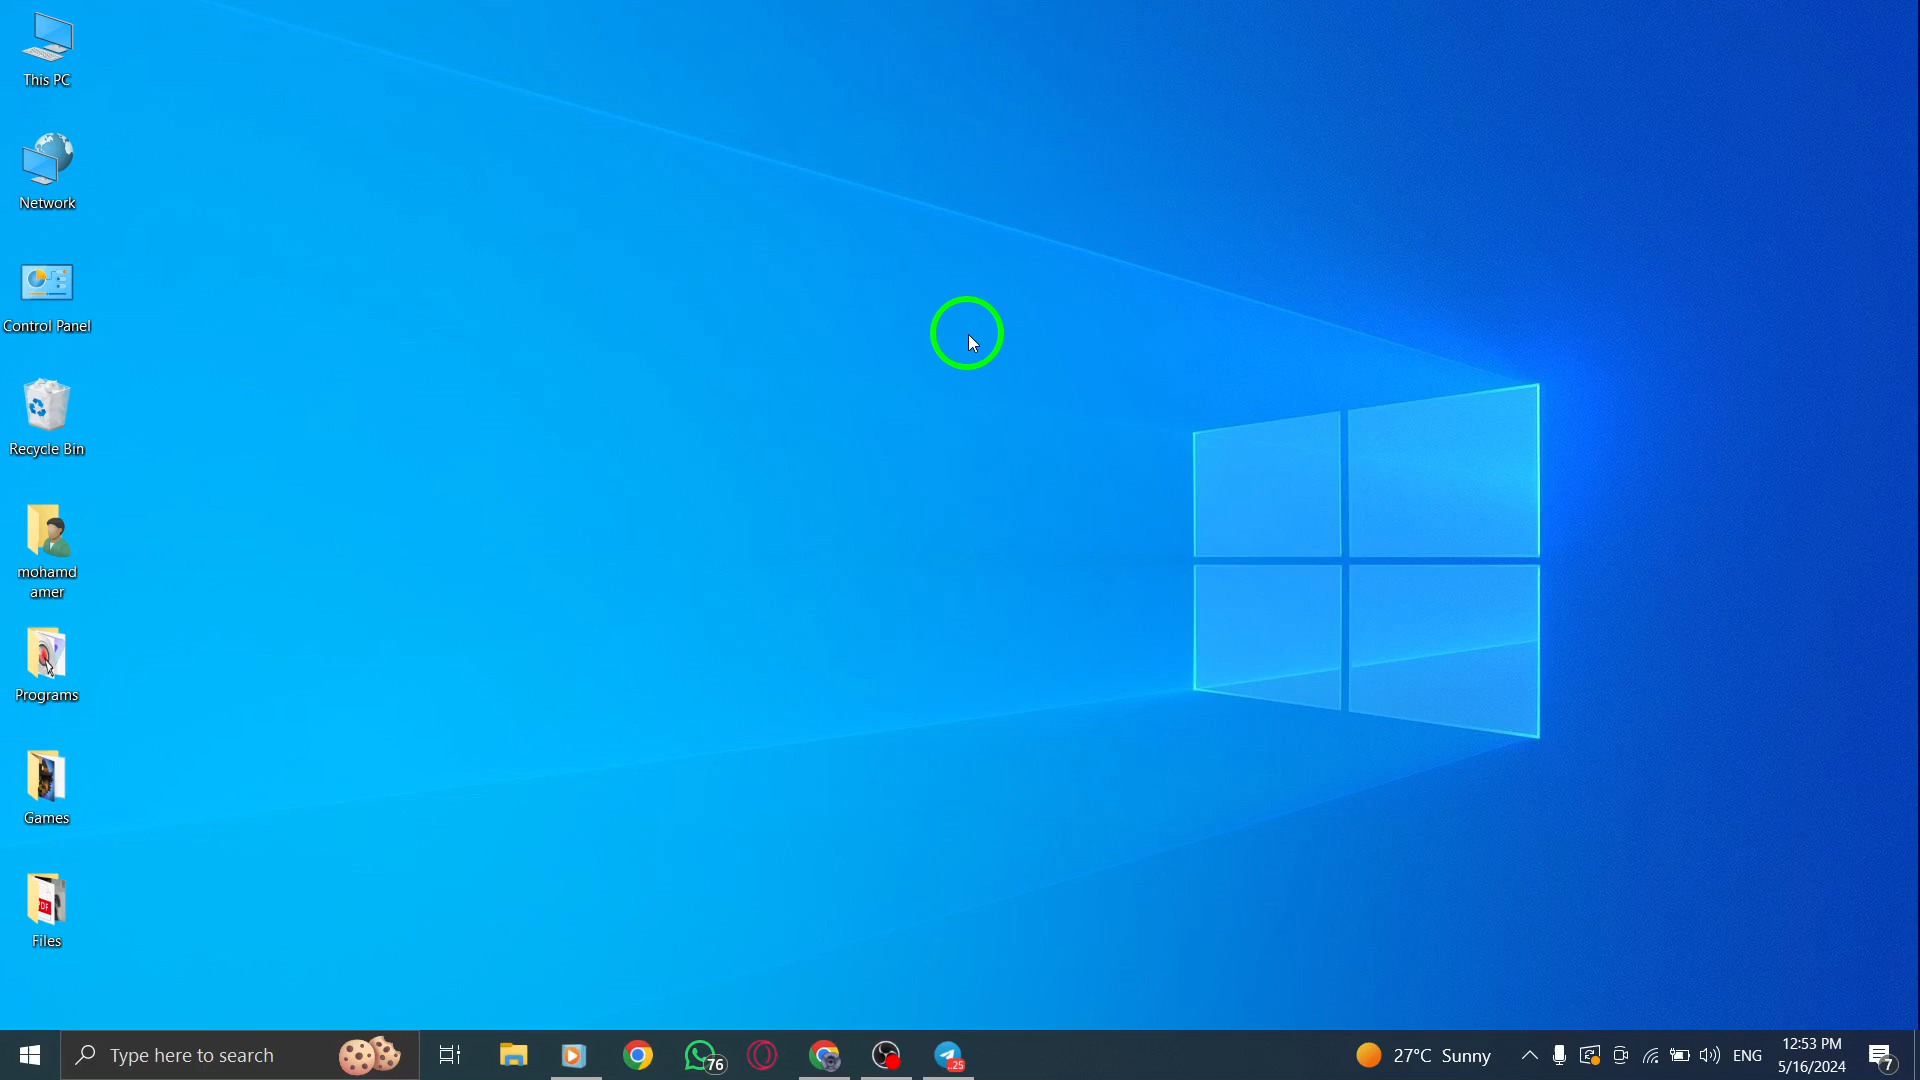 This PC
Network
Control Panel
Recycle Bin
mohamd
amer
Programs
Games
PDF
Files
Type here to search
76
..25
27°C Sunny
ENG
12:53 PM
5/16/2024
7